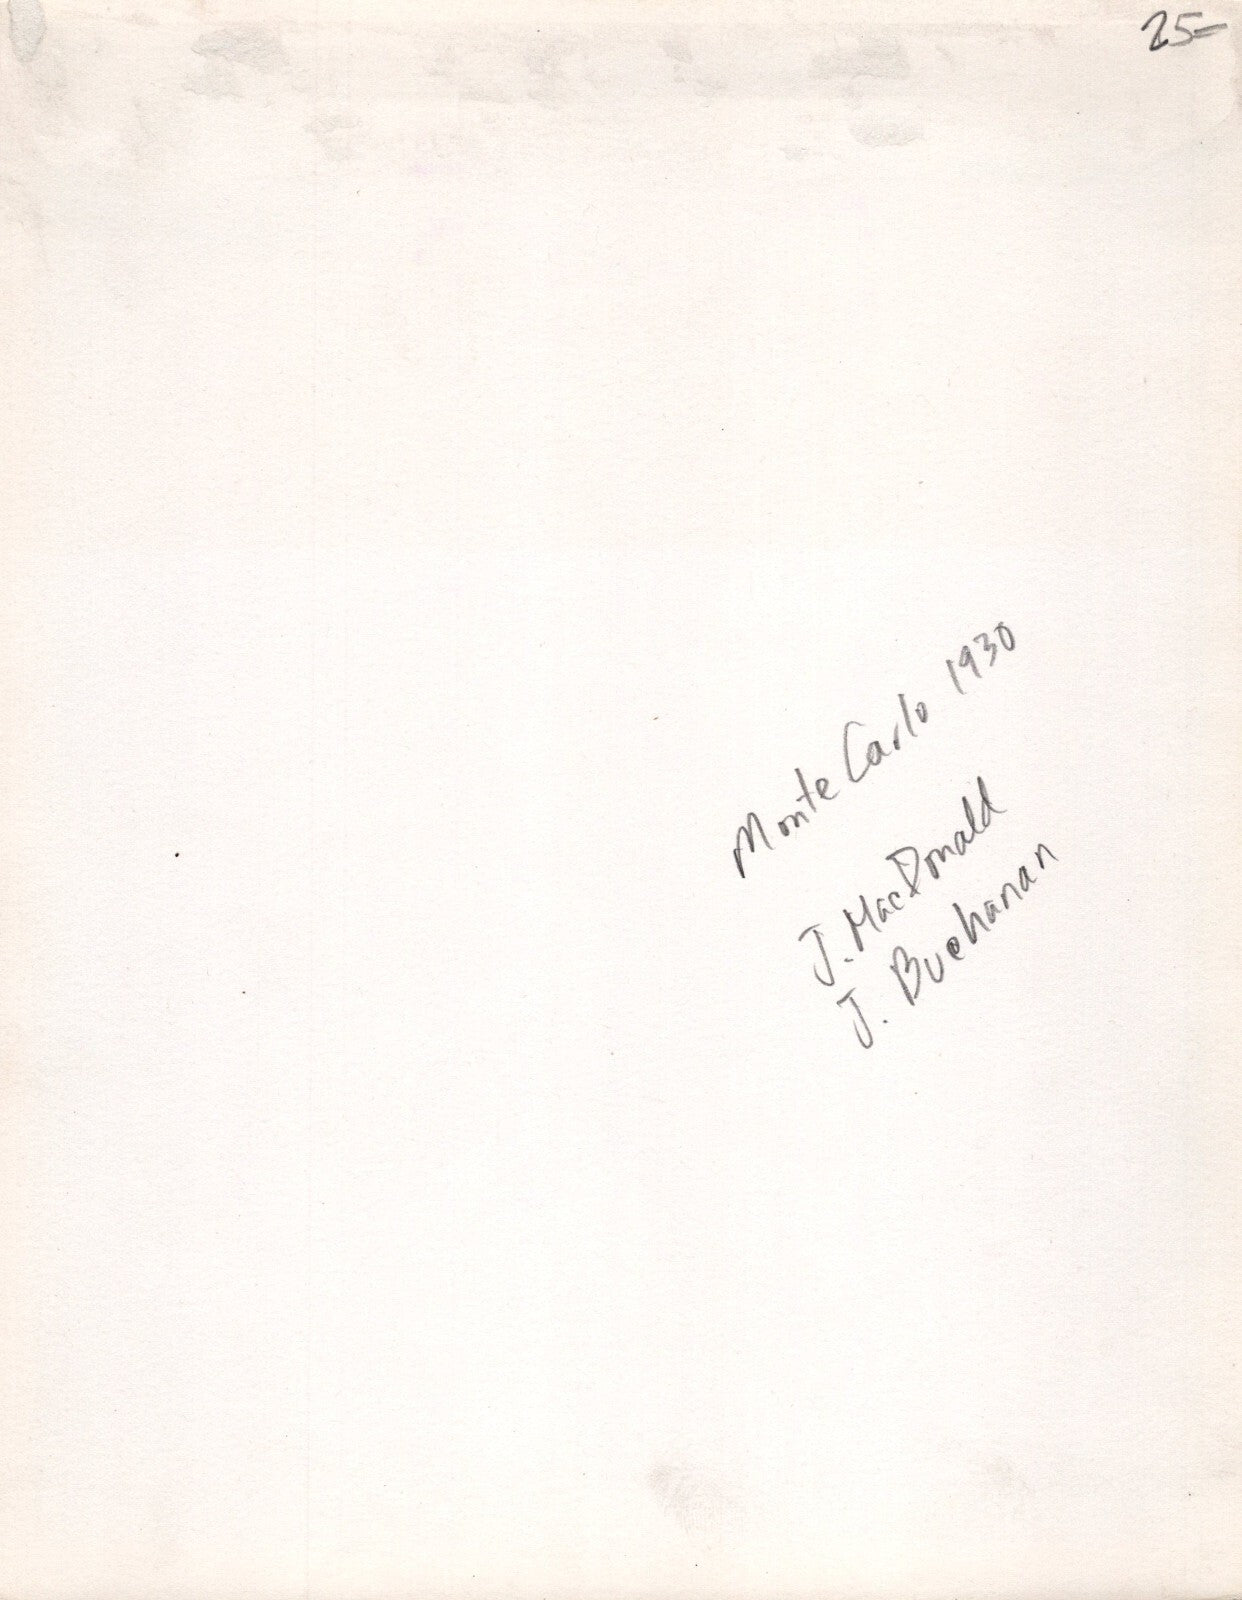 25=
Monte Carlo 1930
J. MacDonald
J. Buchanan